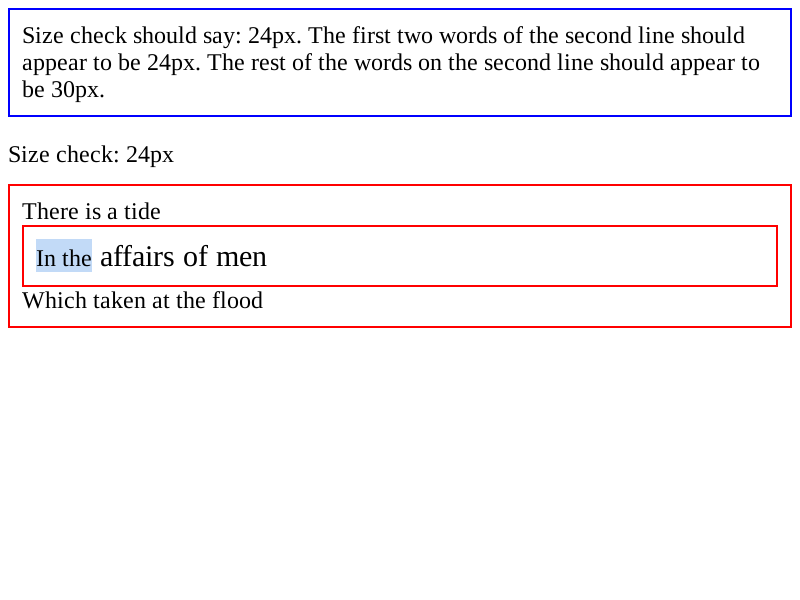 Size check should say: 24px. The first two words of the second line should
appear to be 24px. The rest of the words on the second line should appear to
be 30px.
Size check: 24px
There is a tide
In the affairs of men
Which taken at the flood